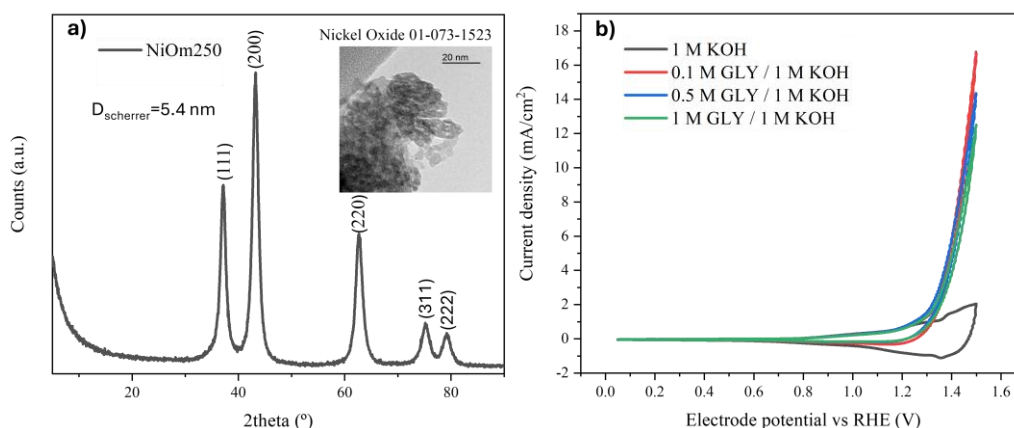 a)
NiOm250
D_scherrer=5.4 nm
Nickel Oxide 01-073-1523
20 nm
(111)
(200)
(220)
(311)
(222)
Counts (a.u.)
20
40
60
80
2theta (º)
b)
1 M KOH
0.1 M GLY / 1 M KOH
0.5 M GLY / 1 M KOH
1 M GLY / 1 M KOH
Current density (mA/cm²)
18
16
14
12
10
8
6
4
2
0
-2
0.0
0.2
0.4
0.6
0.8
1.0
1.2
1.4
1.6
Electrode potential vs RHE (V)